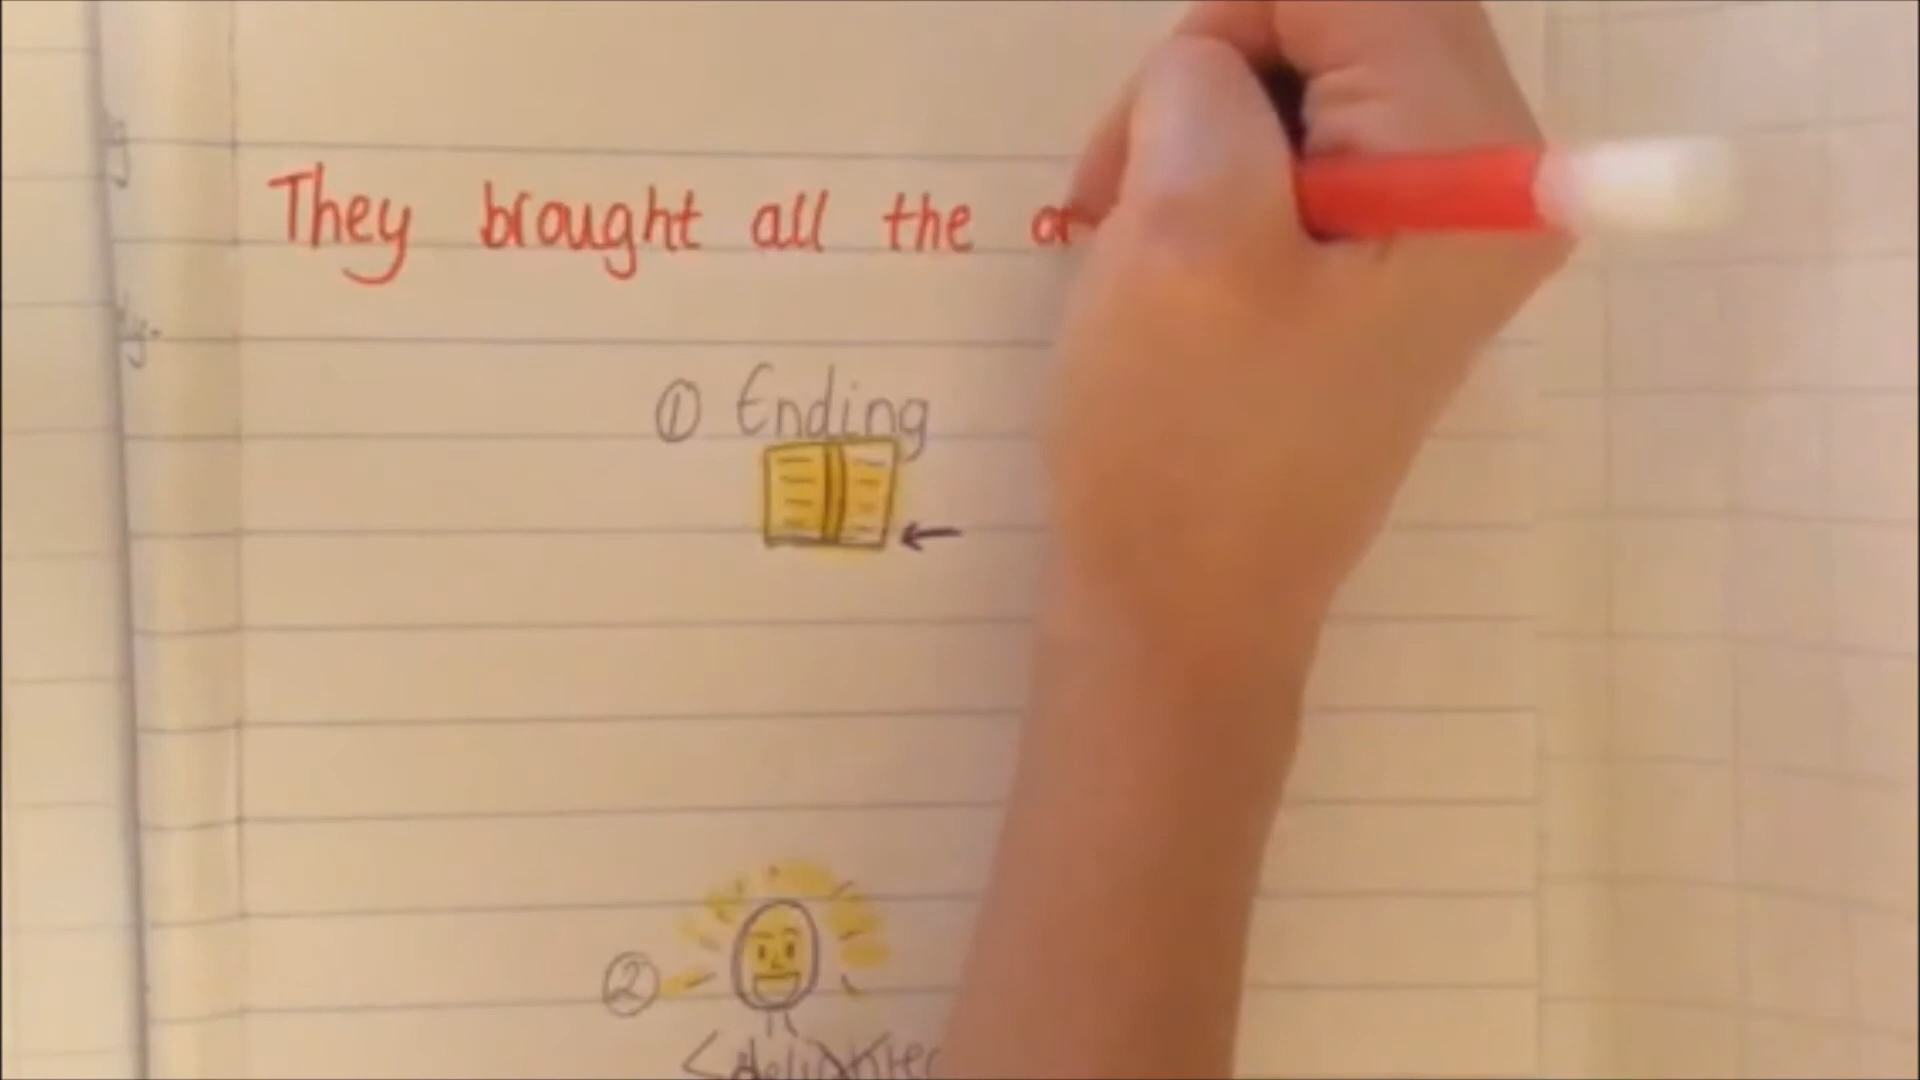 They brought all the
① Ending
②